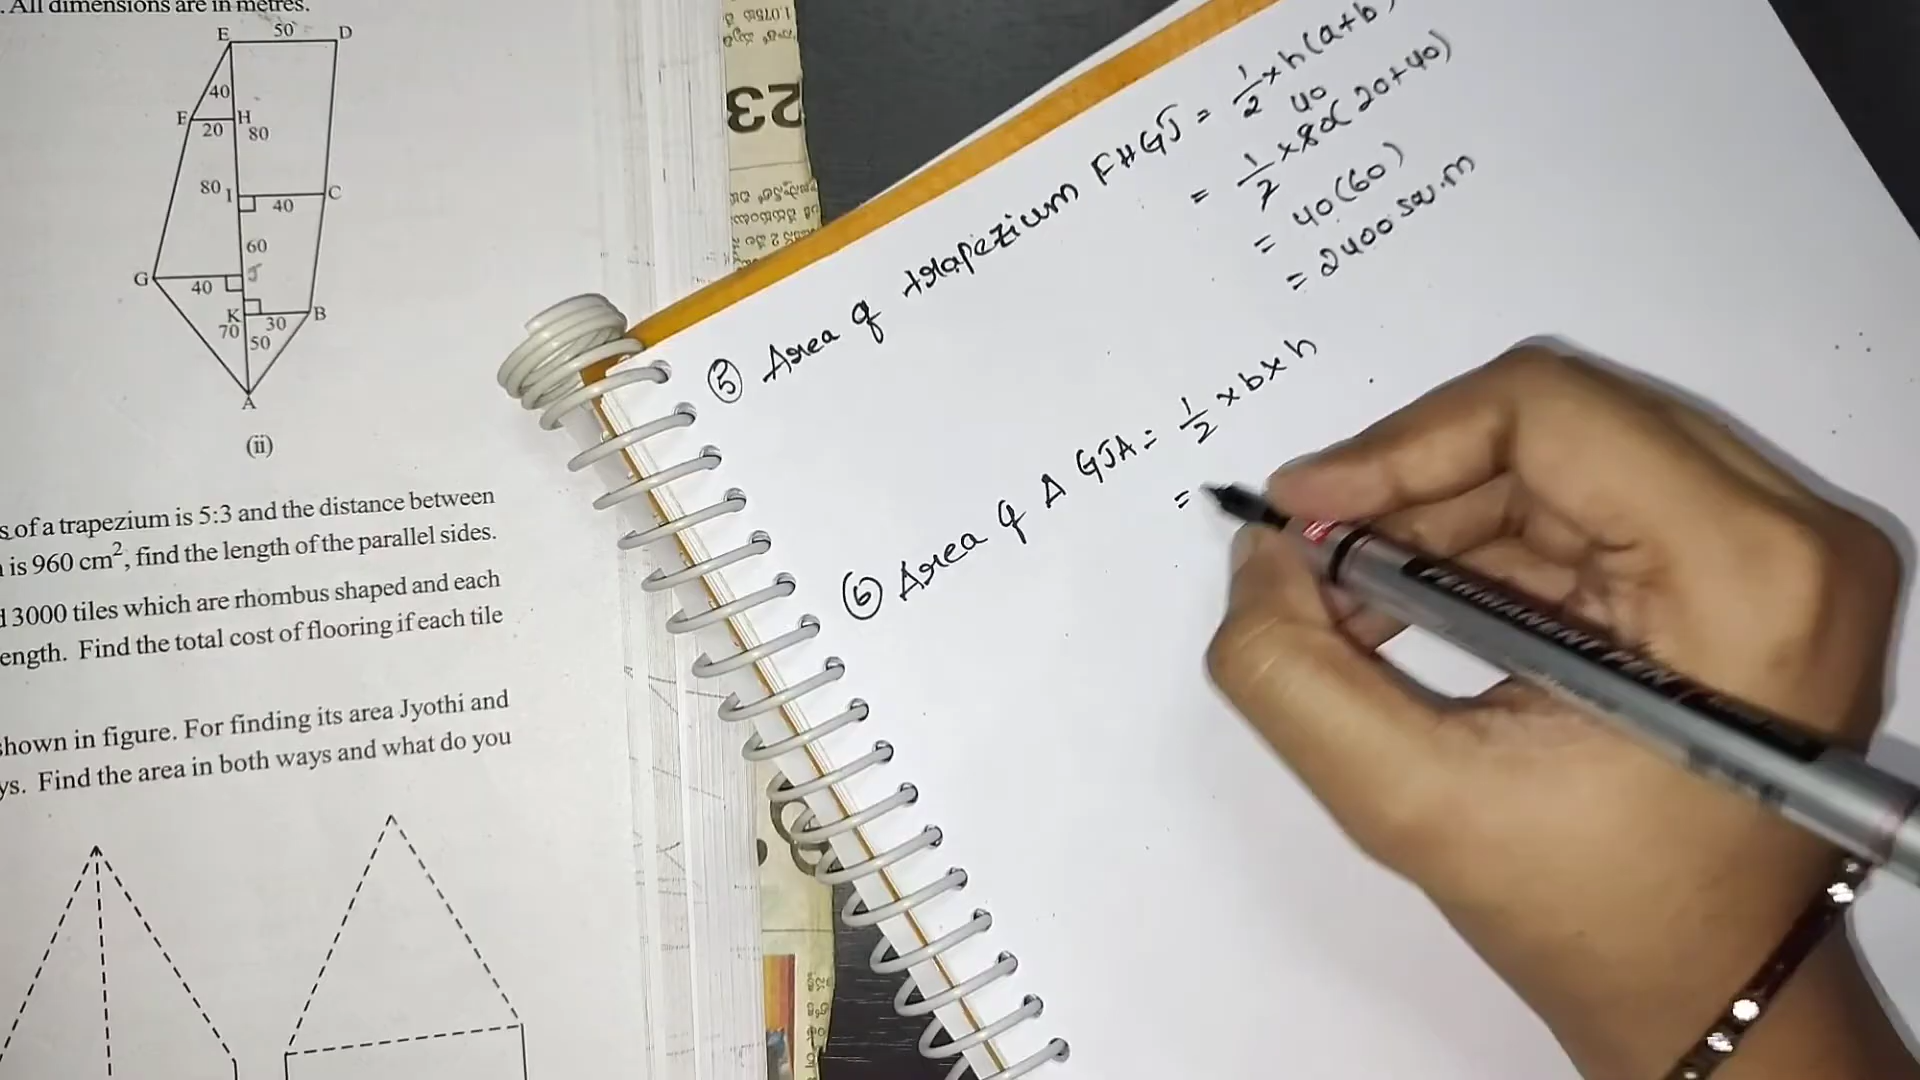 . All dimensions are in metres.
E 50 D
40
E H
20 80
80 I C
40
60
J
G 40
K B
70 30
50
A
(ii)
s of a trapezium is 5:3 and the distance between
is 960 cm², find the length of the parallel sides.
3000 tiles which are rhombus shaped and each
ength. Find the total cost of flooring if each tile
shown in figure. For finding its area Jyothi and
ys. Find the area in both ways and what do you
23
1.075
⑤ Area of trapezium FHGJ = 1/2 × h (a+b)
40
= 1/2 × 80 (20+40)
= 40(60)
= 2400 sq.m
⑥ Area of Δ GJA = 1/2 × b × h
=
PERMANENT PEN